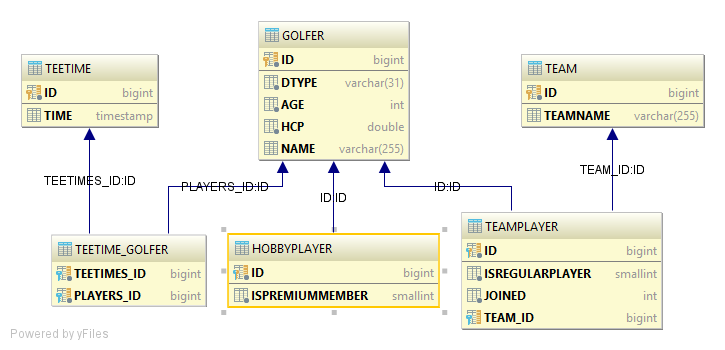 GOLFER
ID bigint
DTYPE varchar(31)
AGE int
HCP double
NAME varchar(255)
TEETIME
ID bigint
TIME timestamp
TEAM
ID bigint
TEAMNAME varchar(255)
TEETIMES_ID:ID
PLAYERS_ID:ID
ID:ID
ID:ID
TEAM_ID:ID
TEETIME_GOLFER
TEETIMES_ID bigint
PLAYERS_ID bigint
HOBBYPLAYER
ID bigint
ISPREMIUMMEMBER smallint
TEAMPLAYER
ID bigint
ISREGULARPLAYER smallint
JOINED int
TEAM_ID bigint
Powered by yFiles